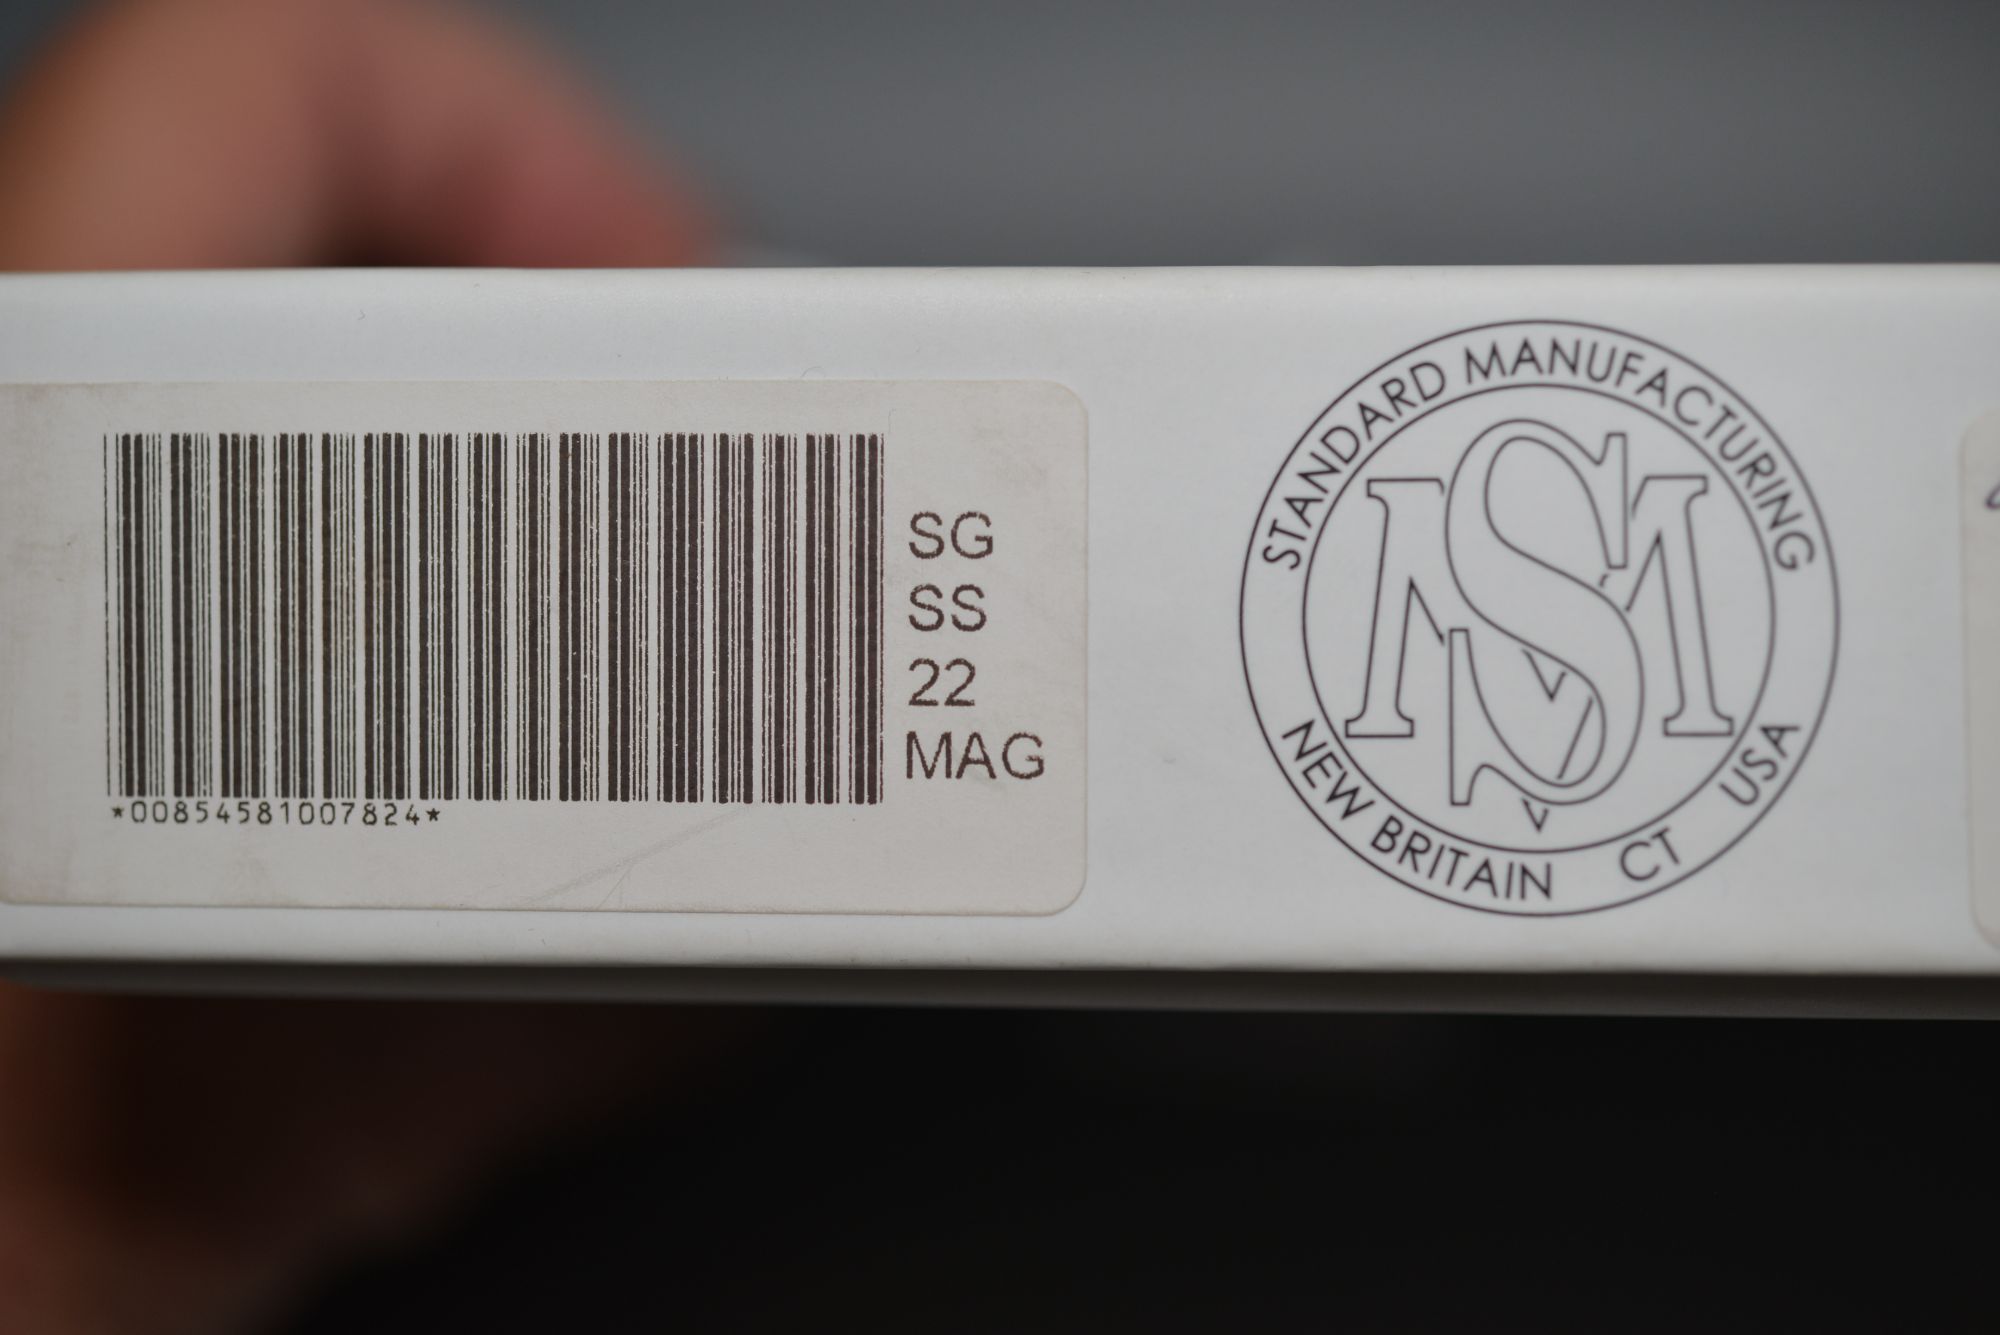 SG
SS
22
MAG
*00854581007824*
STANDARD MANUFACTURING
SM
NEW BRITAIN CT USA